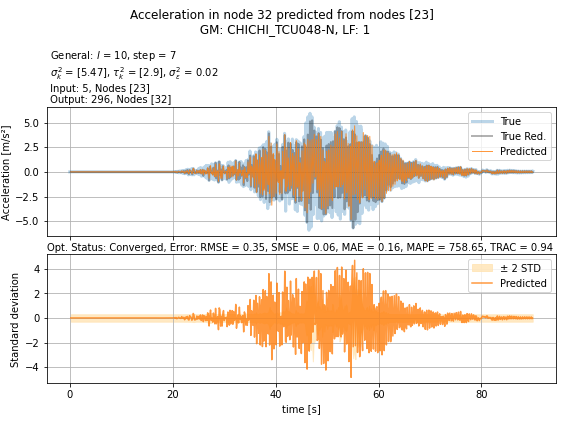 Acceleration in node 32 predicted from nodes [23]
GM: CHICHI_TCU048-N, LF: 1
General: l = 10, step = 7
σ²ₖ = [5.47], τ²ₖ = [2.9], σ²ε = 0.02
Input: 5, Nodes [23]
Output: 296, Nodes [32]
Acceleration [m/s²]
5.0
2.5
0.0
−2.5
−5.0
True
True Red.
Predicted
Opt. Status: Converged, Error: RMSE = 0.35, SMSE = 0.06, MAE = 0.16, MAPE = 758.65, TRAC = 0.94
Standard deviation
4
2
0
−2
−4
± 2 STD
Predicted
0
20
40
60
80
time [s]